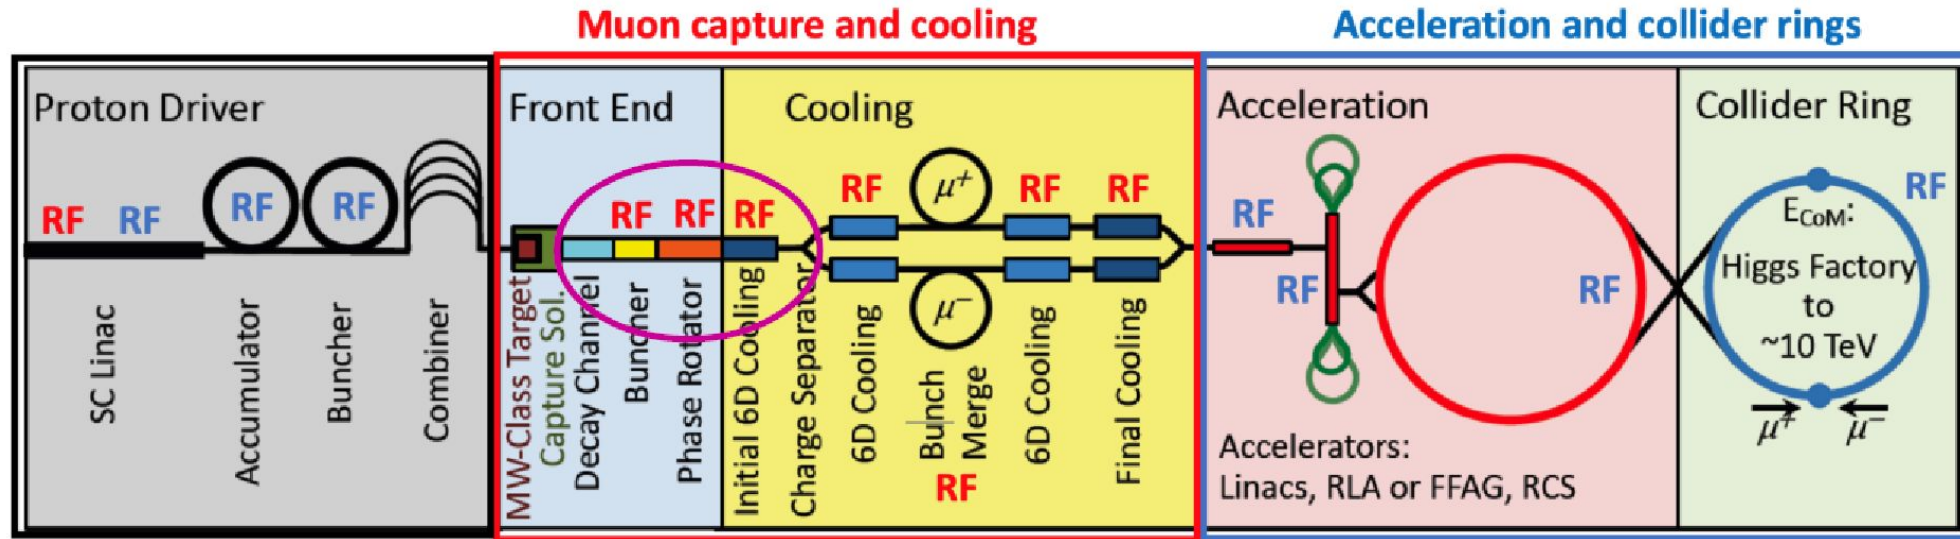 Muon capture and cooling
Acceleration and collider rings
Proton Driver
RF
RF
RF
RF
SC Linac
Accumulator
Buncher
Combiner
Front End
RF
RF
MW-Class Target
Capture Sol.
Decay Channel
Buncher
Phase Rotator
Cooling
RF
RF
RF
RF
μ+
μ−
Initial 6D Cooling
Charge Separator
6D Cooling
Bunch
Merge
RF
6D Cooling
Final Cooling
Acceleration
RF
RF
RF
Accelerators:
Linacs, RLA or FFAG, RCS
Collider Ring
RF
ECoM:
Higgs Factory
to
~10 TeV
μ+
μ−